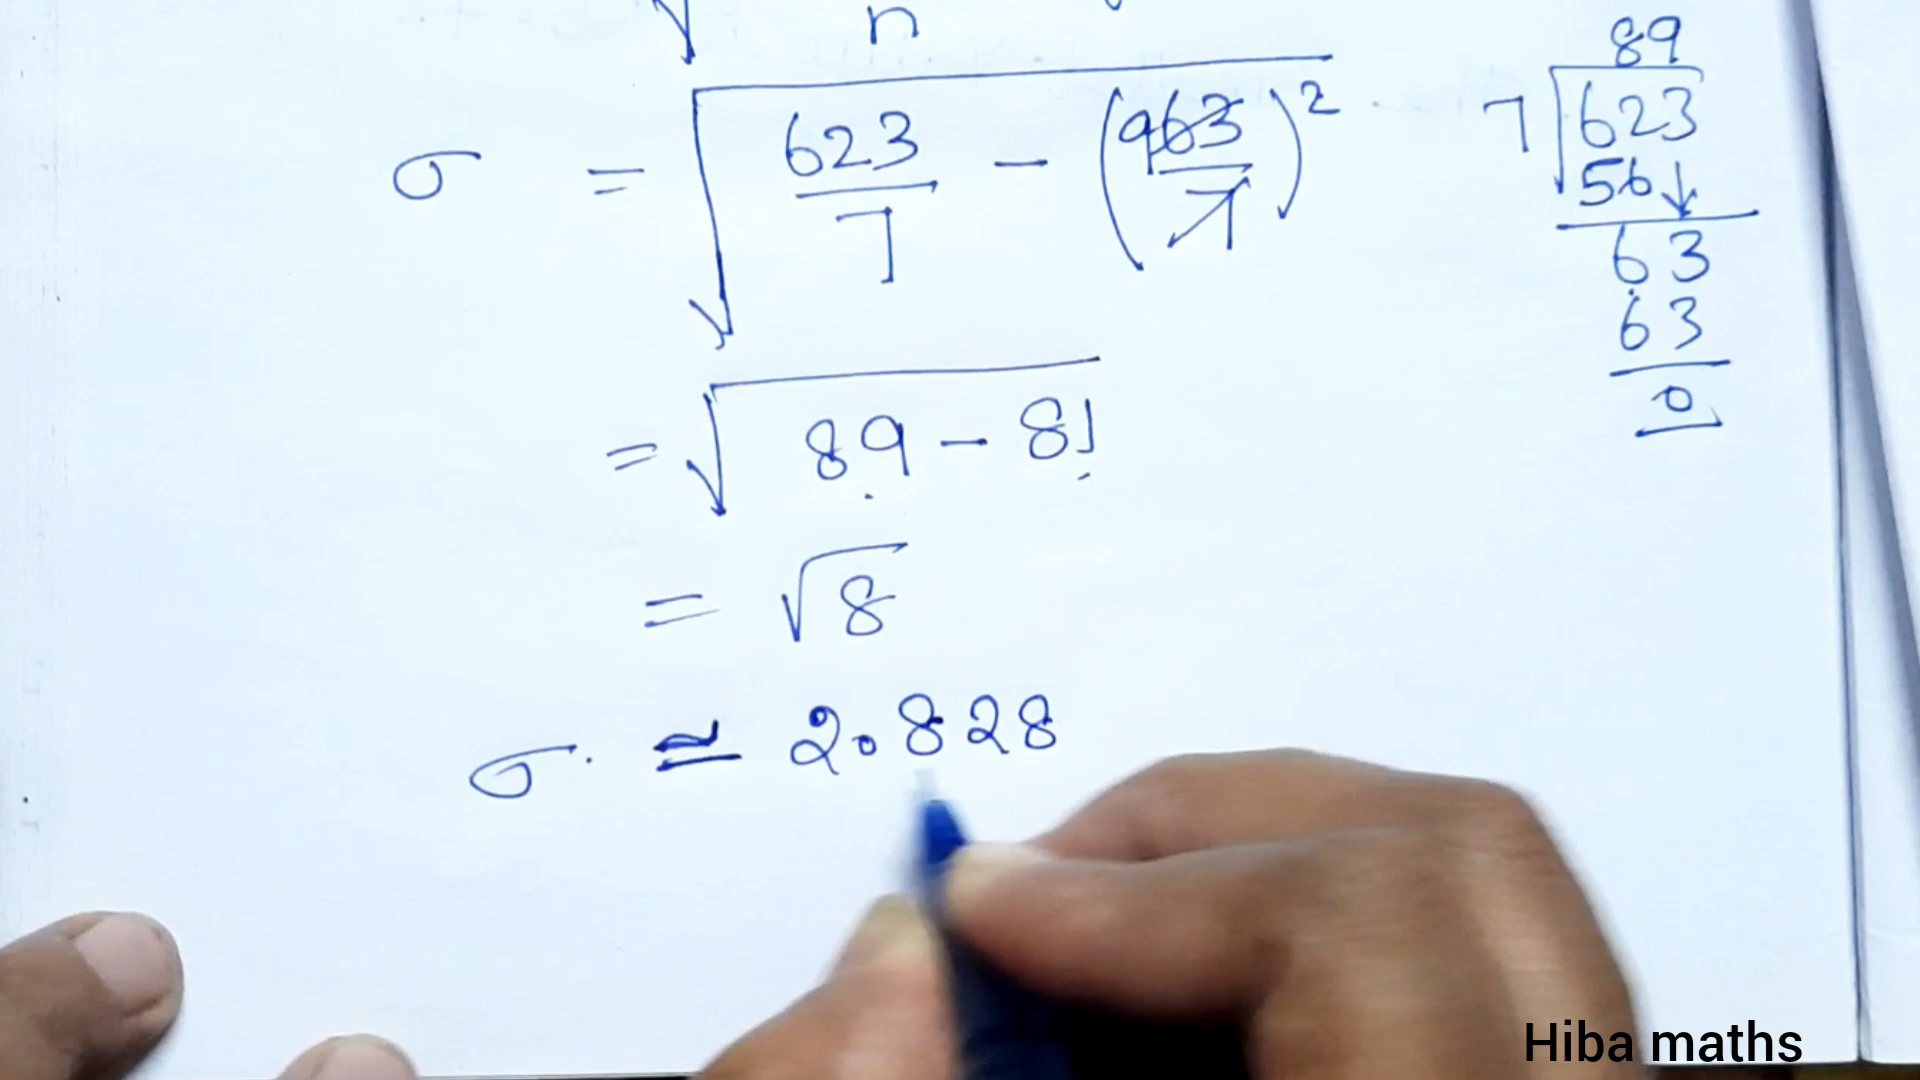 n
σ = √ 623/7 − (9 63/7)²
= √ 89 − 81
= √8
σ ≃ 2.828
89
7 623
56 ↓
63
63
0
Hiba maths